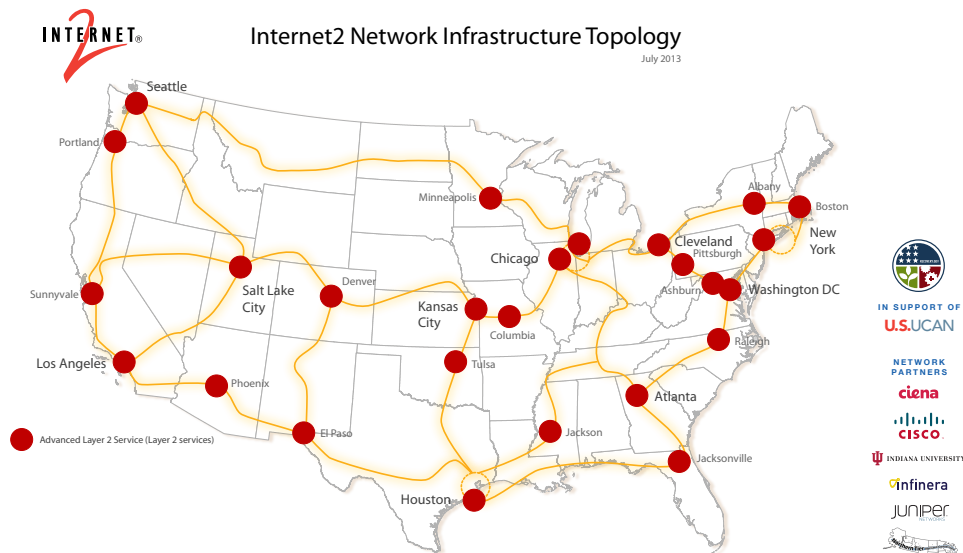 INTERNET®
2
Internet2 Network Infrastructure Topology
July 2013
Seattle
Portland
Minneapolis
Albany
Boston
New
York
Cleveland
Chicago
Pittsburgh
Ashburn
Washington DC
Salt Lake
City
Denver
Sunnyvale
Kansas
City
Columbia
Raleigh
Los Angeles
Tulsa
Phoenix
Atlanta
El Paso
Jackson
Jacksonville
Houston
Advanced Layer 2 Service (Layer 2 services)
IN SUPPORT OF
U.S.UCAN
NETWORK
PARTNERS
ciena
CISCO
INDIANA UNIVERSITY
infinera
JUNIPER
NETWORKS